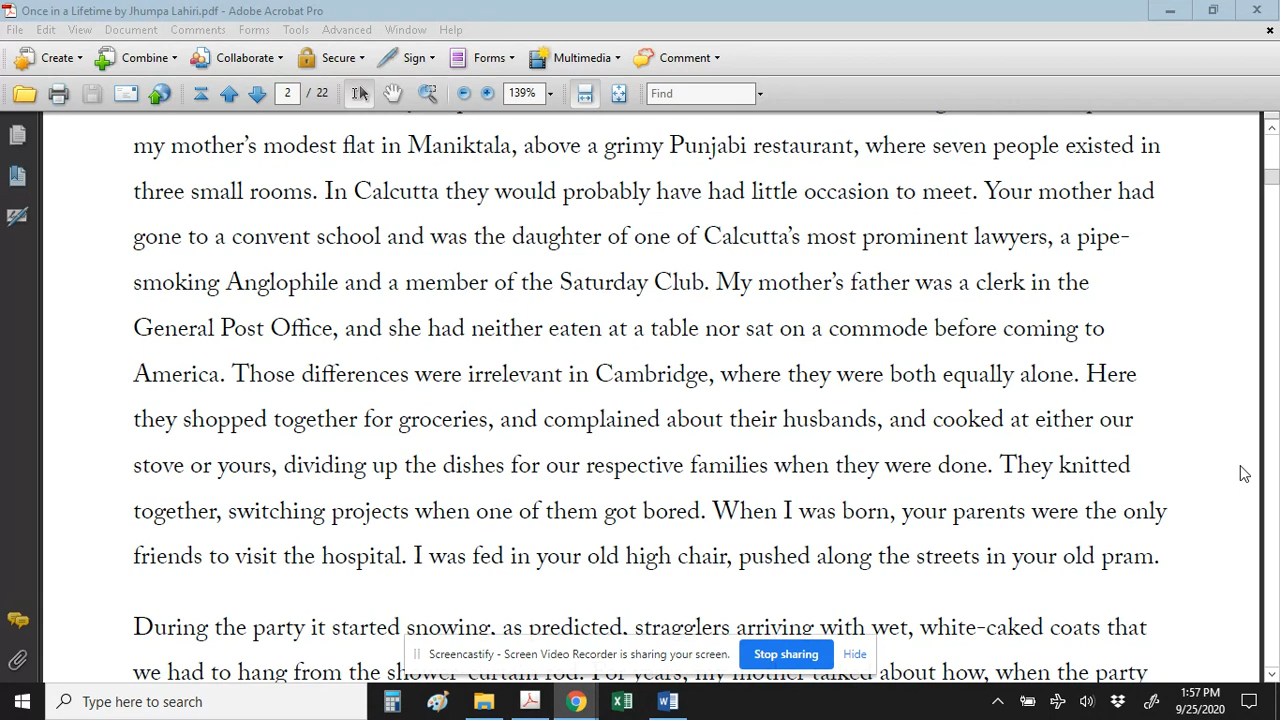 Once in a Lifetime by Jhumpa Lahiri.pdf - Adobe Acrobat Pro
File Edit View Document Comments Forms Tools Advanced Window Help
Create Combine Collaborate Secure Sign Forms Multimedia Comment
2 / 22 139% Find
my mother’s modest flat in Maniktala, above a grimy Punjabi restaurant, where seven people existed in
three small rooms. In Calcutta they would probably have had little occasion to meet. Your mother had
gone to a convent school and was the daughter of one of Calcutta’s most prominent lawyers, a pipe-
smoking Anglophile and a member of the Saturday Club. My mother’s father was a clerk in the
General Post Office, and she had neither eaten at a table nor sat on a commode before coming to
America. Those differences were irrelevant in Cambridge, where they were both equally alone. Here
they shopped together for groceries, and complained about their husbands, and cooked at either our
stove or yours, dividing up the dishes for our respective families when they were done. They knitted
together, switching projects when one of them got bored. When I was born, your parents were the only
friends to visit the hospital. I was fed in your old high chair, pushed along the streets in your old pram.
During the party it started snowing, as predicted, stragglers arriving with wet, white-caked coats that
we had to hang from the shower curtain rod. For years, my mother talked about how, when the party
Screencastify - Screen Video Recorder is sharing your screen. Stop sharing Hide
Type here to search
1:57 PM
9/25/2020